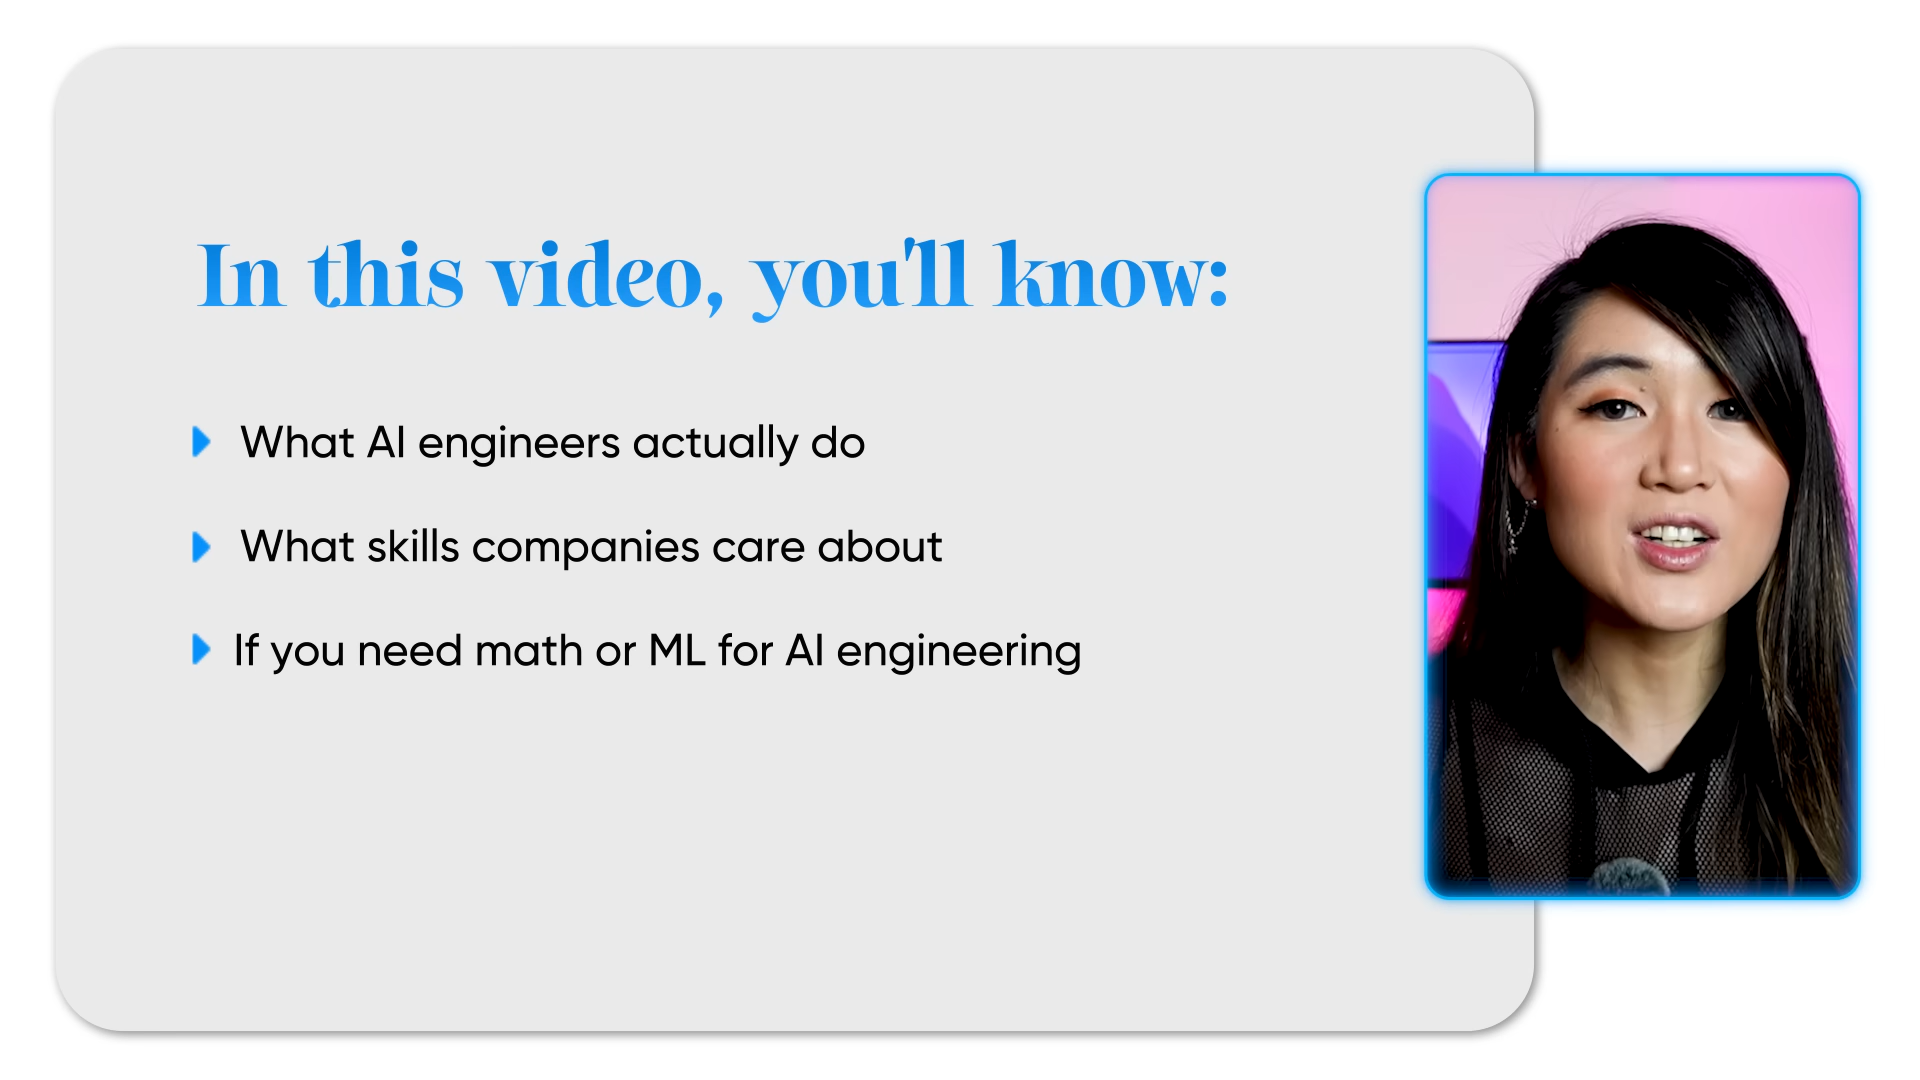 In this video, you'll know:
What AI engineers actually do
What skills companies care about
If you need math or ML for AI engineering